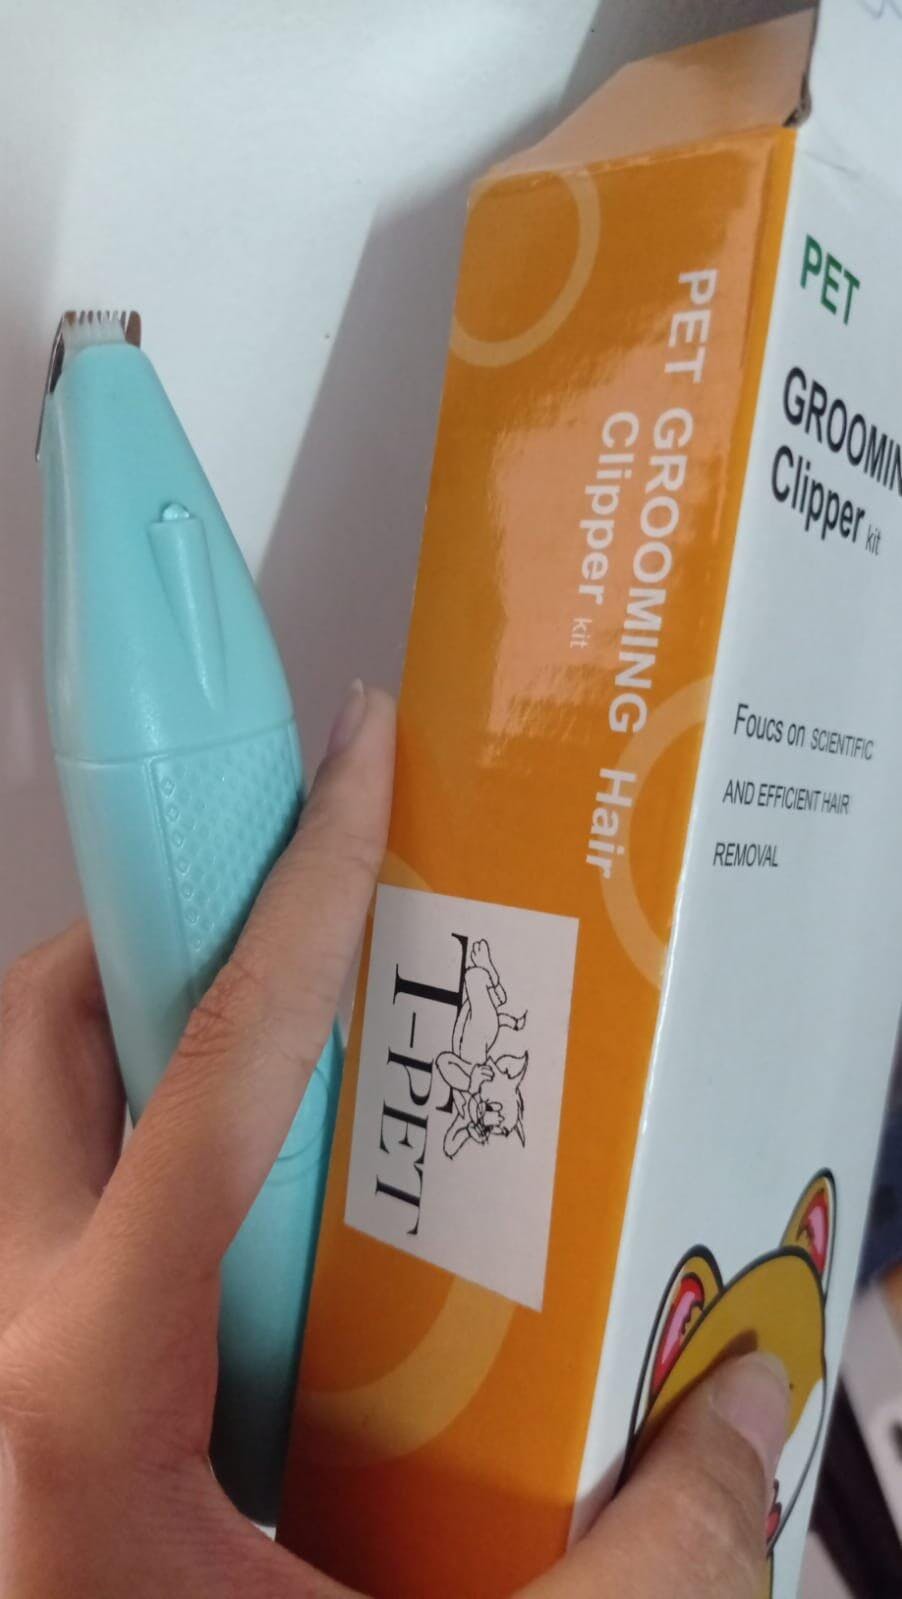 PET GROOMING Hair
Clipper kit
T-PET
PET
GROOMIN
Clipper kit
Foucs on SCIENTIFIC
AND EFFICIENT HAIR
REMOVAL